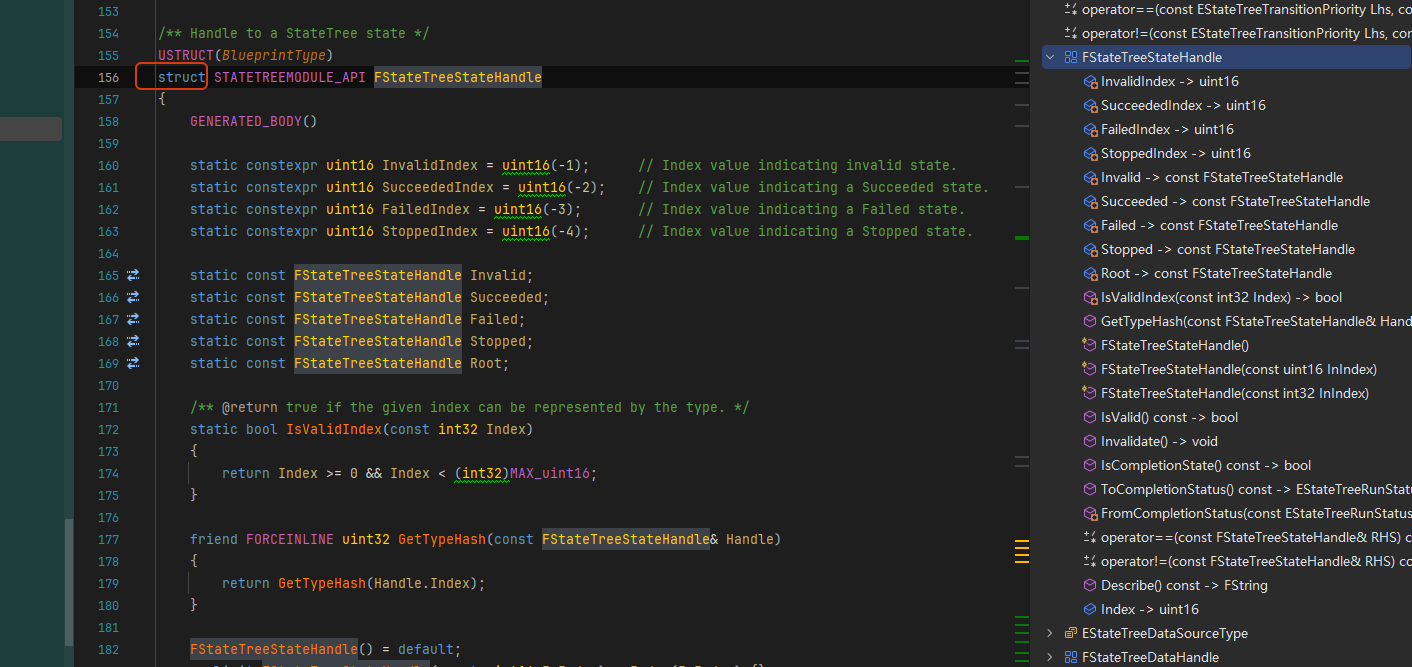 153
154 /** Handle to a StateTree state */
155 USTRUCT(BlueprintType)
156 struct STATETREEMODULE_API FStateTreeStateHandle
157 {
158 GENERATED_BODY()
159
160 static constexpr uint16 InvalidIndex = uint16(-1); // Index value indicating invalid state.
161 static constexpr uint16 SucceededIndex = uint16(-2); // Index value indicating a Succeeded state.
162 static constexpr uint16 FailedIndex = uint16(-3); // Index value indicating a Failed state.
163 static constexpr uint16 StoppedIndex = uint16(-4); // Index value indicating a Stopped state.
164
165 static const FStateTreeStateHandle Invalid;
166 static const FStateTreeStateHandle Succeeded;
167 static const FStateTreeStateHandle Failed;
168 static const FStateTreeStateHandle Stopped;
169 static const FStateTreeStateHandle Root;
170
171 /** @return true if the given index can be represented by the type. */
172 static bool IsValidIndex(const int32 Index)
173 {
174 return Index >= 0 && Index < (int32)MAX_uint16;
175 }
176
177 friend FORCEINLINE uint32 GetTypeHash(const FStateTreeStateHandle& Handle)
178 {
179 return GetTypeHash(Handle.Index);
180 }
181
182 FStateTreeStateHandle() = default;
operator==(const EStateTreeTransitionPriority Lhs, co
operator!=(const EStateTreeTransitionPriority Lhs, con
FStateTreeStateHandle
InvalidIndex -> uint16
SucceededIndex -> uint16
FailedIndex -> uint16
StoppedIndex -> uint16
Invalid -> const FStateTreeStateHandle
Succeeded -> const FStateTreeStateHandle
Failed -> const FStateTreeStateHandle
Stopped -> const FStateTreeStateHandle
Root -> const FStateTreeStateHandle
IsValidIndex(const int32 Index) -> bool
GetTypeHash(const FStateTreeStateHandle& Hand
FStateTreeStateHandle()
FStateTreeStateHandle(const uint16 InIndex)
FStateTreeStateHandle(const int32 InIndex)
IsValid() const -> bool
Invalidate() -> void
IsCompletionState() const -> bool
ToCompletionStatus() const -> EStateTreeRunStatu
FromCompletionStatus(const EStateTreeRunStatus
operator==(const FStateTreeStateHandle& RHS) c
operator!=(const FStateTreeStateHandle& RHS) co
Describe() const -> FString
Index -> uint16
EStateTreeDataSourceType
FStateTreeDataHandle